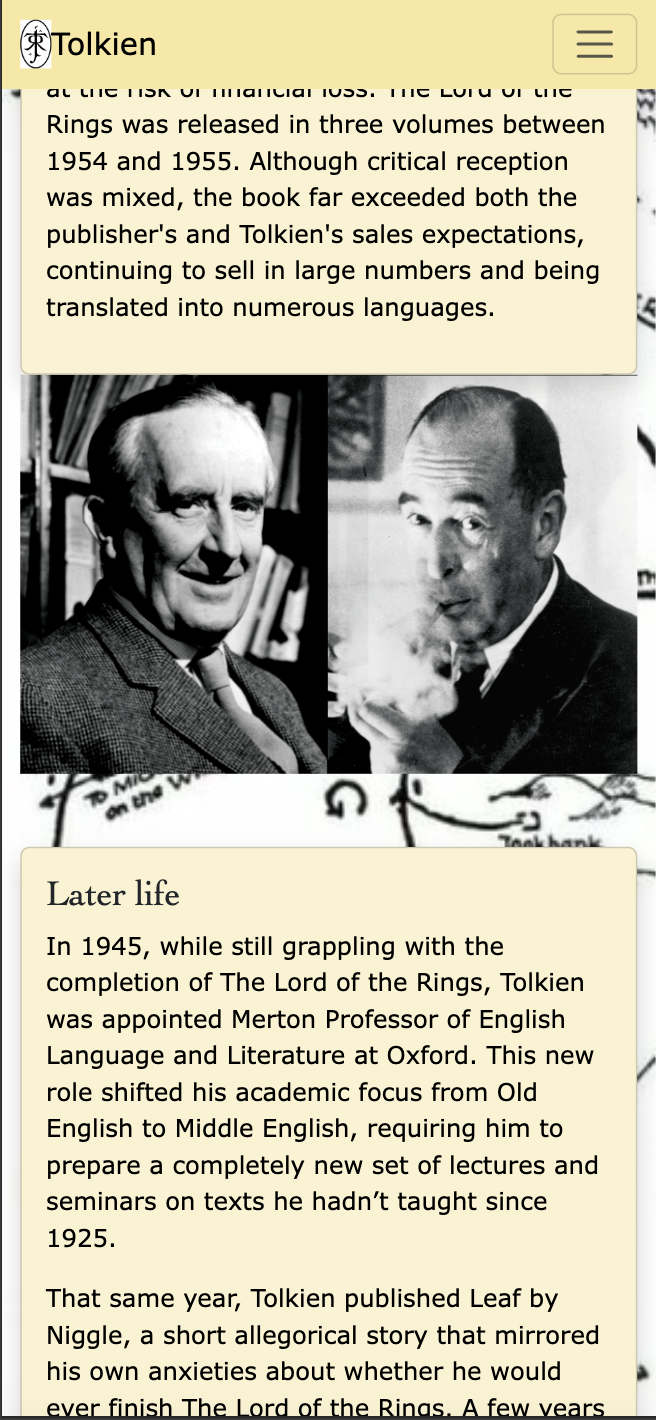 Tolkien
at the risk of financial loss. The Lord of the
Rings was released in three volumes between
1954 and 1955. Although critical reception
was mixed, the book far exceeded both the
publisher's and Tolkien's sales expectations,
continuing to sell in large numbers and being
translated into numerous languages.
To
on the
Tookbank
Later life
In 1945, while still grappling with the
completion of The Lord of the Rings, Tolkien
was appointed Merton Professor of English
Language and Literature at Oxford. This new
role shifted his academic focus from Old
English to Middle English, requiring him to
prepare a completely new set of lectures and
seminars on texts he hadn’t taught since
1925.
That same year, Tolkien published Leaf by
Niggle, a short allegorical story that mirrored
his own anxieties about whether he would
ever finish The Lord of the Rings. A few years